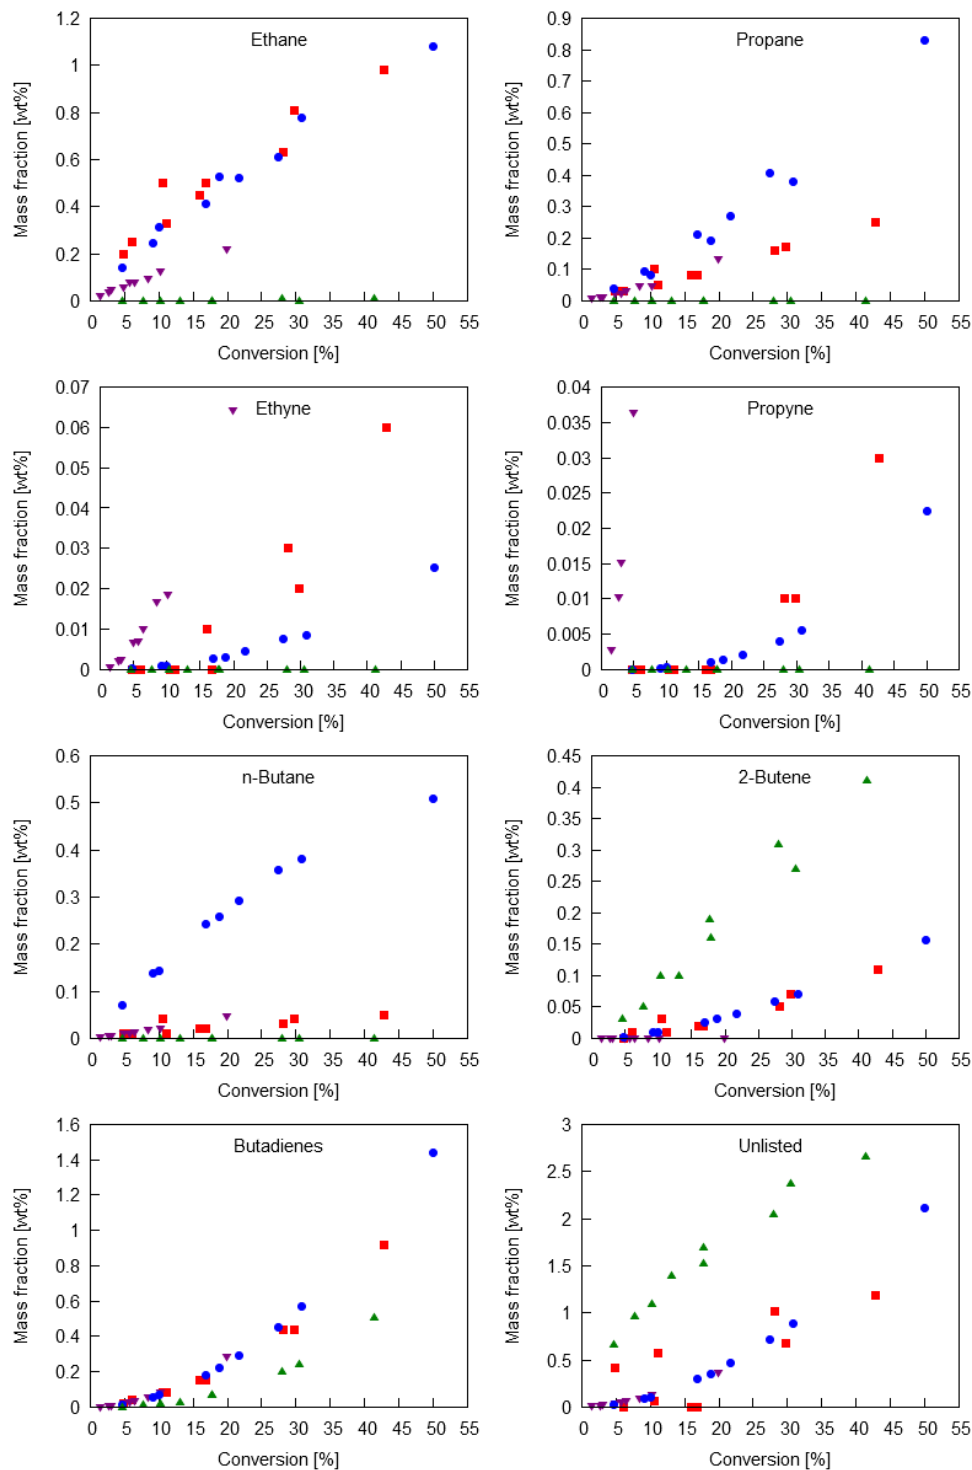 Ethane
Mass fraction [wt%]
1.2
1
0.8
0.6
0.4
0.2
0
0 5 10 15 20 25 30 35 40 45 50 55
Conversion [%]
Propane
Mass fraction [wt%]
0.9
0.8
0.7
0.6
0.5
0.4
0.3
0.2
0.1
0
0 5 10 15 20 25 30 35 40 45 50 55
Conversion [%]
Ethyne
Mass fraction [wt%]
0.07
0.06
0.05
0.04
0.03
0.02
0.01
0
0 5 10 15 20 25 30 35 40 45 50 55
Conversion [%]
Propyne
Mass fraction [wt%]
0.04
0.035
0.03
0.025
0.02
0.015
0.01
0.005
0
0 5 10 15 20 25 30 35 40 45 50 55
Conversion [%]
n-Butane
Mass fraction [wt%]
0.6
0.5
0.4
0.3
0.2
0.1
0
0 5 10 15 20 25 30 35 40 45 50 55
Conversion [%]
2-Butene
Mass fraction [wt%]
0.45
0.4
0.35
0.3
0.25
0.2
0.15
0.1
0.05
0
0 5 10 15 20 25 30 35 40 45 50 55
Conversion [%]
Butadienes
Mass fraction [wt%]
1.6
1.4
1.2
1
0.8
0.6
0.4
0.2
0
0 5 10 15 20 25 30 35 40 45 50 55
Conversion [%]
Unlisted
Mass fraction [wt%]
3
2.5
2
1.5
1
0.5
0
0 5 10 15 20 25 30 35 40 45 50 55
Conversion [%]